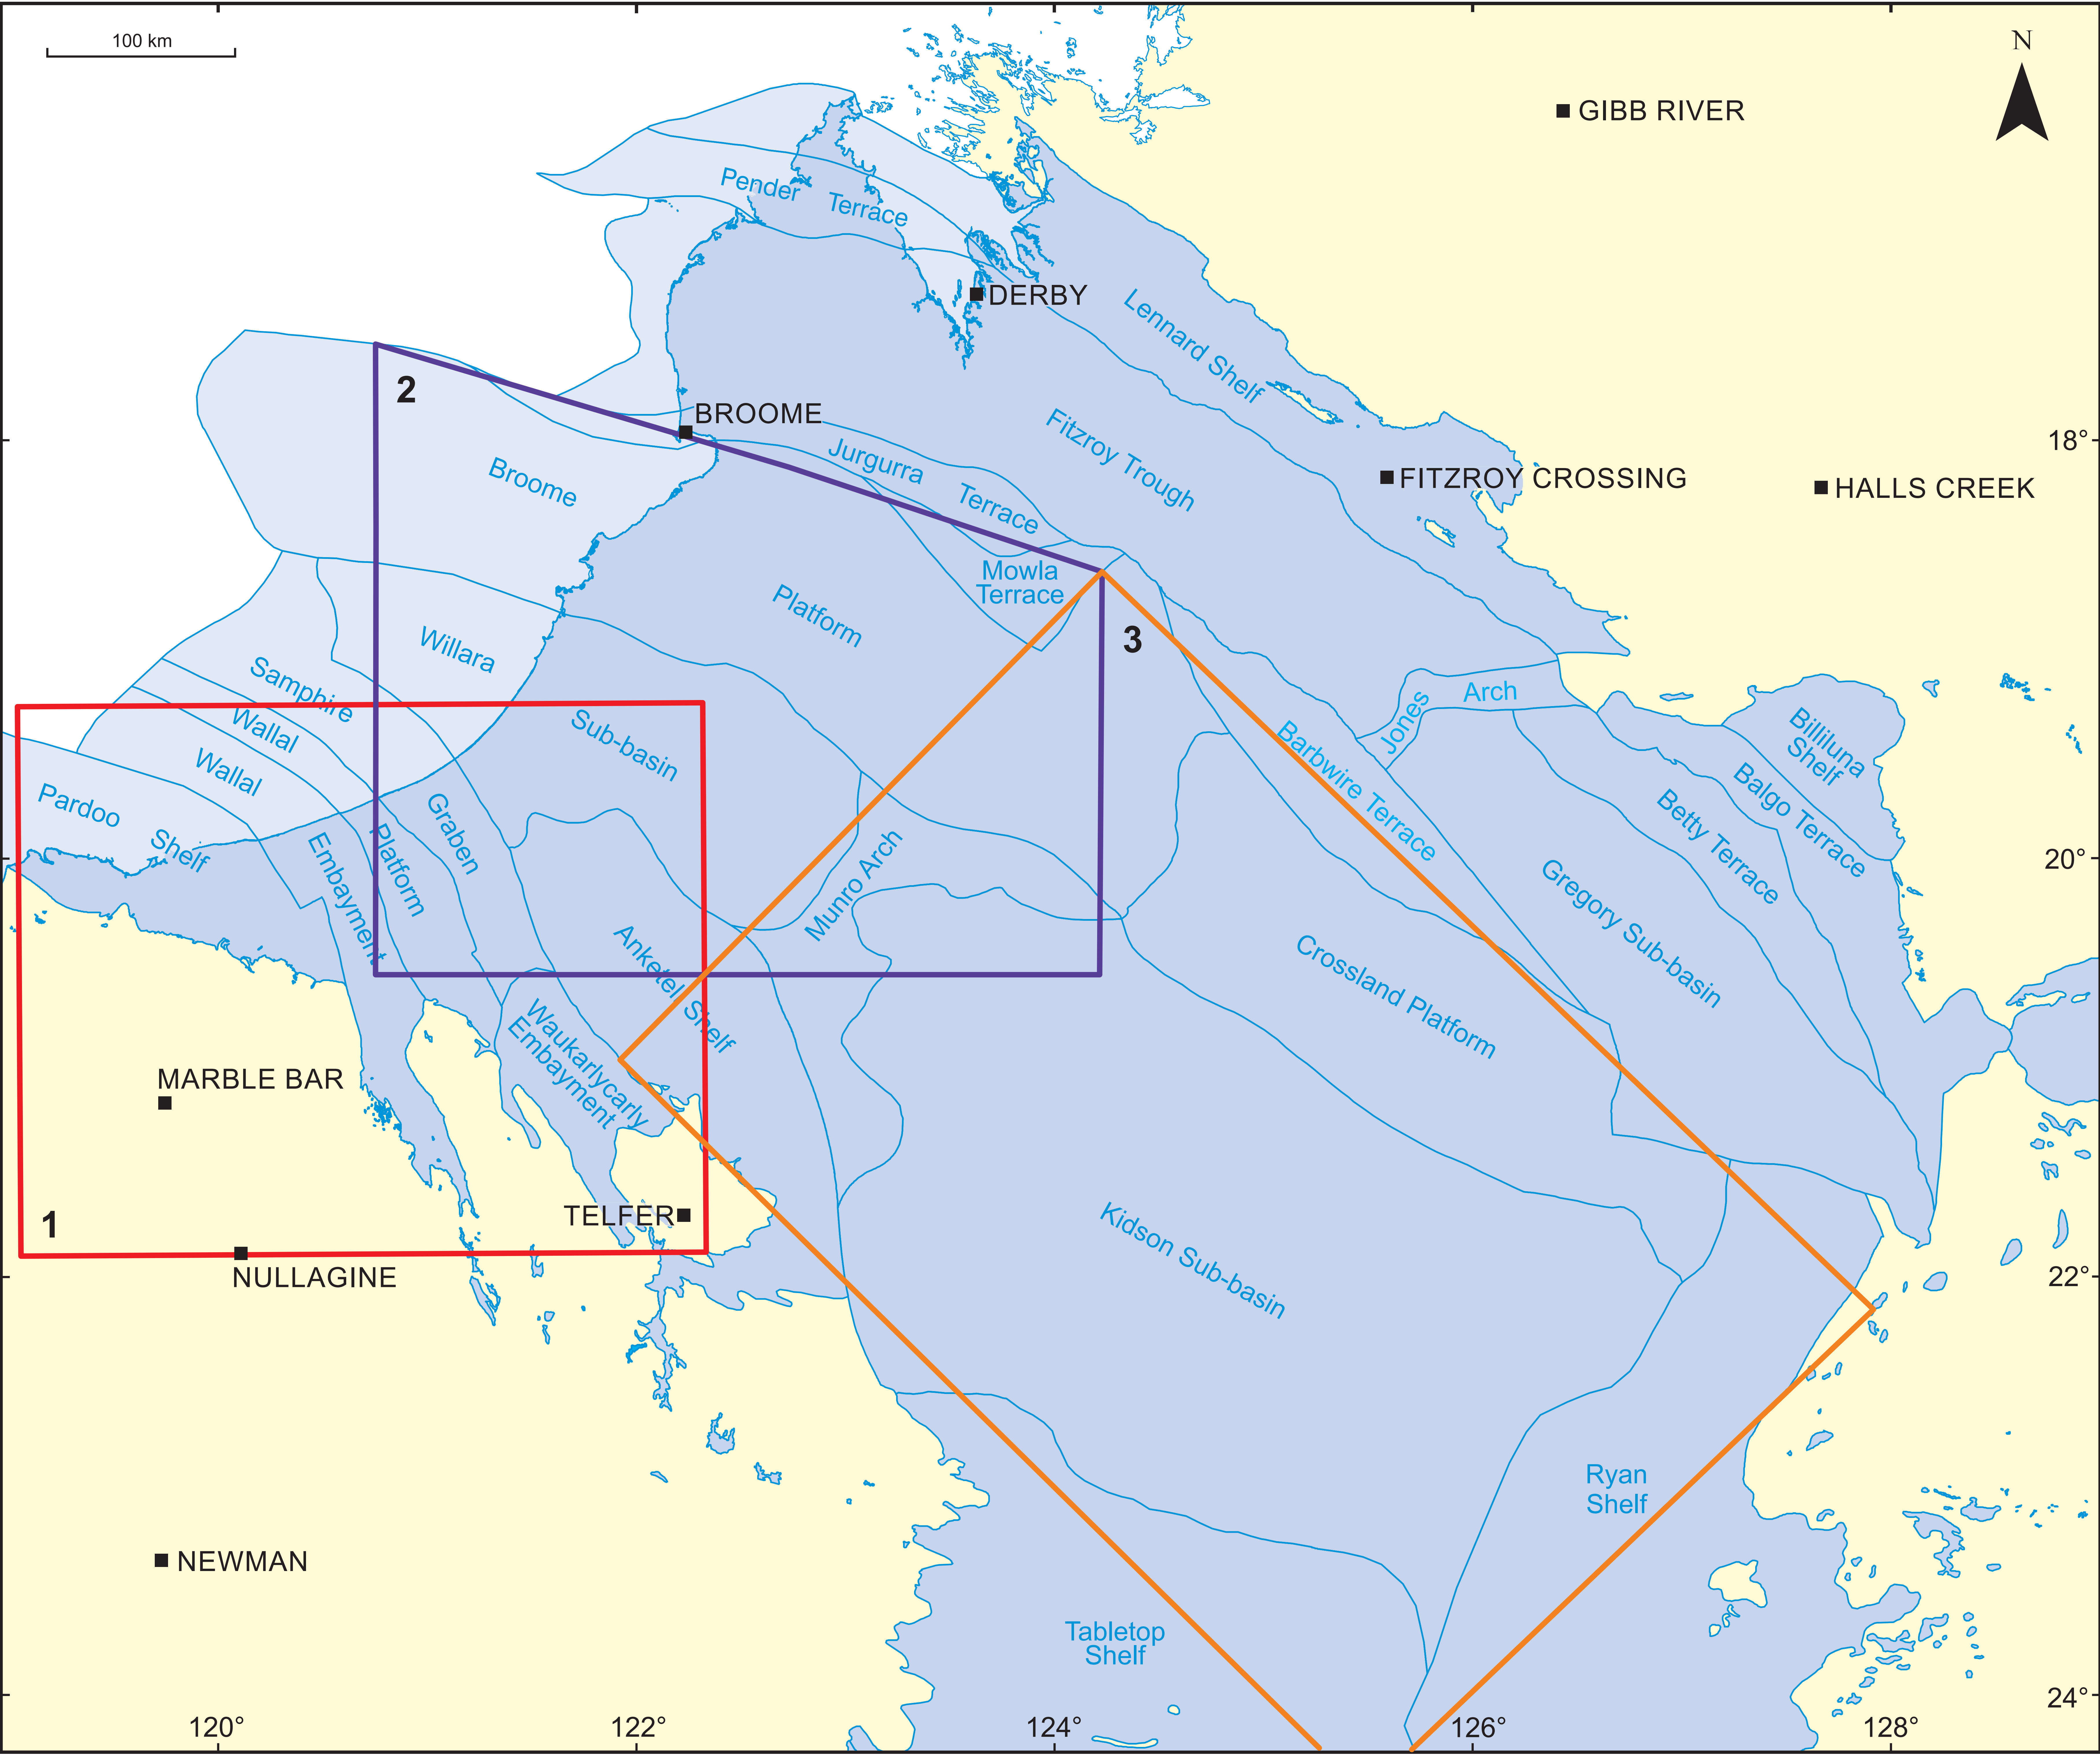 100 km
N
GIBB RIVER
Pender Terrace
DERBY
Lennard Shelf
2
BROOME
18°
Fitzroy Trough
Jurgurra Terrace
FITZROY CROSSING
HALLS CREEK
Broome
Platform
Mowla
Terrace
3
Willara
Sub-basin
Samphire
Graben
Jones Arch
Wallal
Platform
Wallal
Embayment
Pardoo Shelf
Barbwire Terrace
Billiluna
Shelf
Balgo Terrace
Betty Terrace
20°
Munro Arch
Gregory Sub-basin
Anketel Shelf
Crossland Platform
Waukarlycarly
Embayment
MARBLE BAR
TELFER
1
NULLAGINE
Kidson Sub-basin
22°
Ryan
Shelf
NEWMAN
Tabletop
Shelf
24°
120°
122°
124°
126°
128°